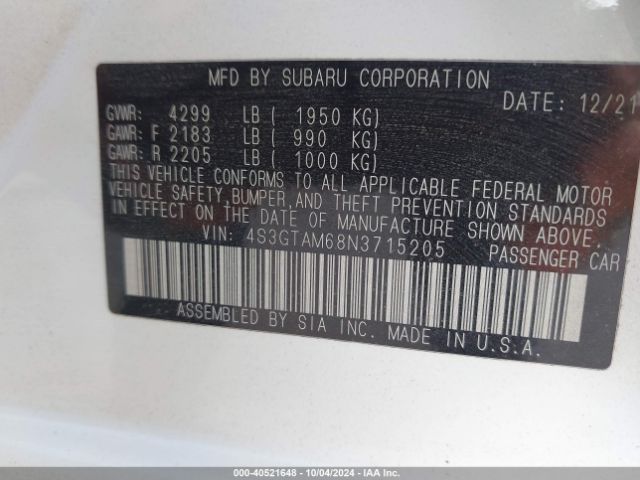 MFD BY SUBARU CORPORATION
DATE: 12/21
GVWR: 4299 LB ( 1950 KG)
GAWR: F 2183 LB ( 990 KG)
GAWR: R 2205 LB ( 1000 KG)
THIS VEHICLE CONFORMS TO ALL APPLICABLE FEDERAL MOTOR
VEHICLE SAFETY, BUMPER, AND THEFT PREVENTION STANDARDS
IN EFFECT ON THE DATE OF MANUFACTURE SHOWN ABOVE.
VIN: 4S3GTAM68N3715205 PASSENGER CAR
ASSEMBLED BY SIA INC. MADE IN U.S.A.
000-40521648 - 10/04/2024 - IAA Inc.